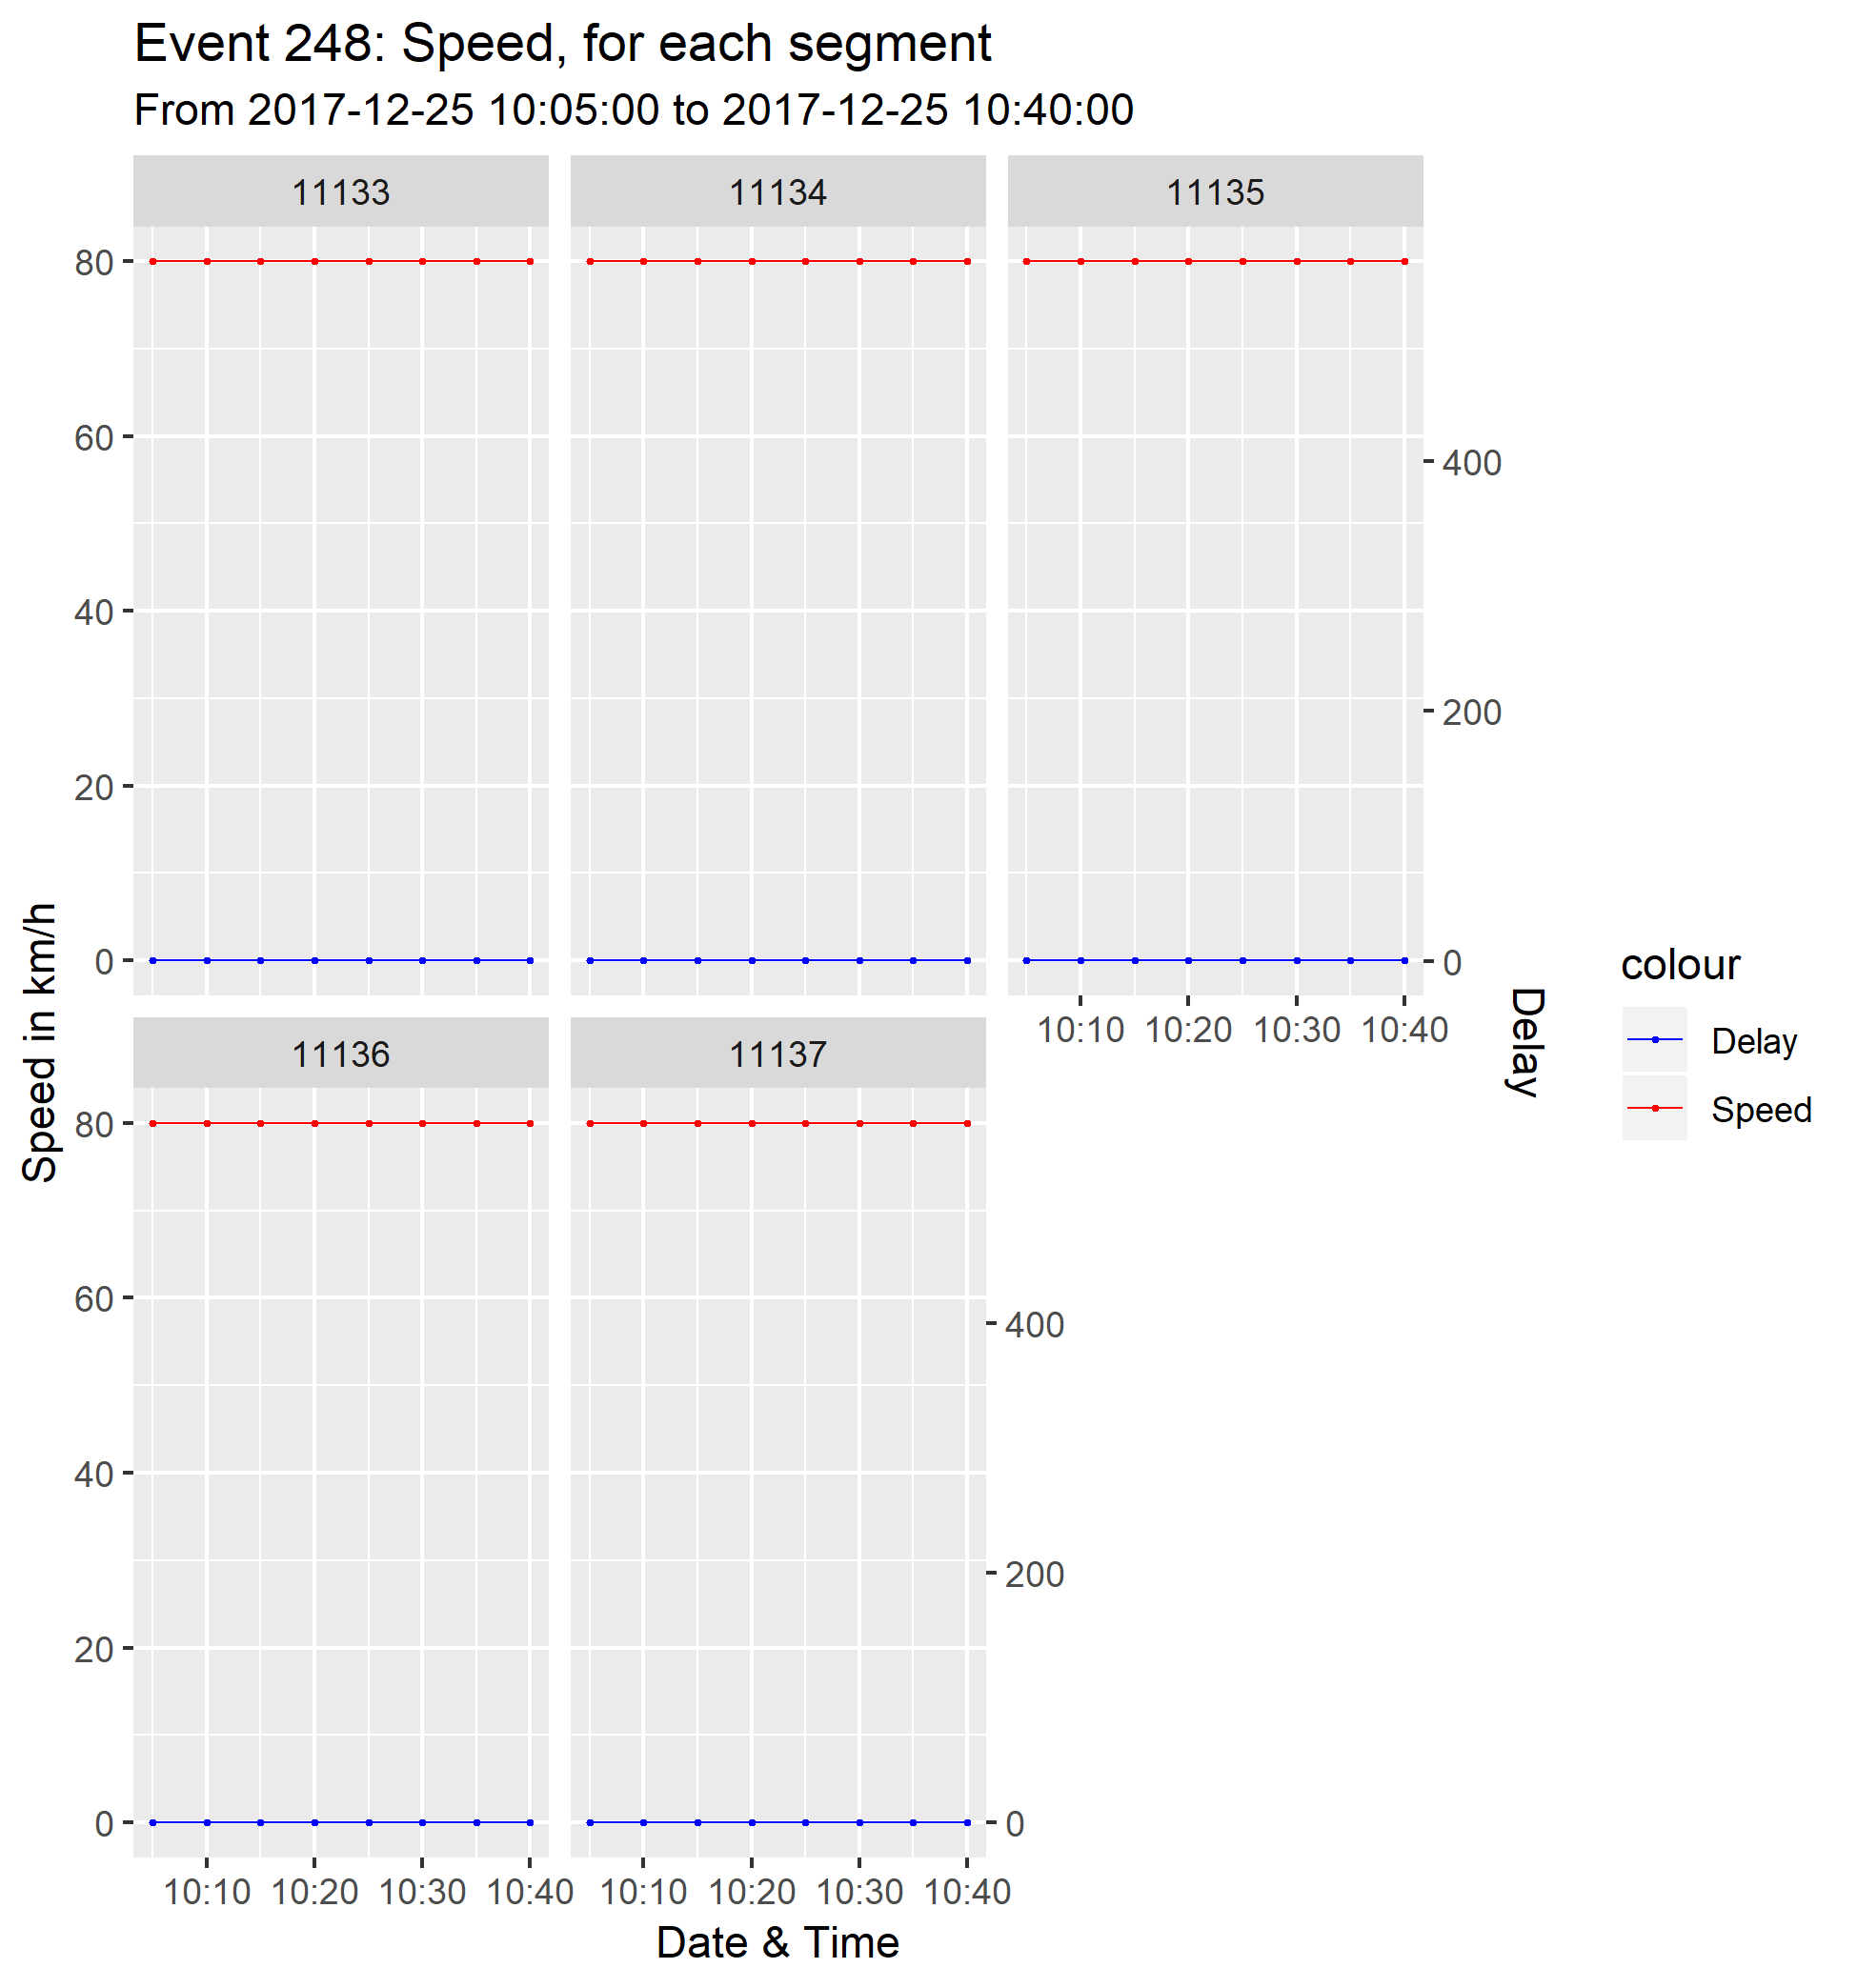 Event 248: Speed, for each segment
From 2017-12-25 10:05:00 to 2017-12-25 10:40:00
11133 11134 11135
80
60
40
20
0
400
200
0
10:10 10:20 10:30 10:40
Speed in km/h
Delay
colour
Delay
Speed
11136 11137
80
60
40
20
0
400
200
0
10:10 10:20 10:30 10:40 10:10 10:20 10:30 10:40
Date & Time